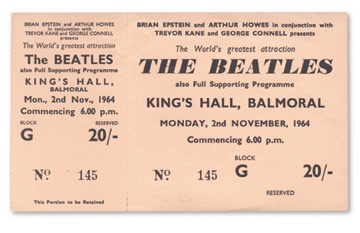 BRIAN EPSTEIN and ARTHUR HOWES in conjunction with
TREVOR KANE and GEORGE CONNELL
presents
The World's greatest attraction
The BEATLES
also Full Supporting Programme
KING'S HALL,
BALMORAL
Mon., 2nd Nov., 1964
Commencing 6.00 p.m.
BLOCK
RESERVED
G 20/-
No 145
This Portion to be Retained
BRIAN EPSTEIN and ARTHUR HOWES in conjunction with
TREVOR KANE and GEORGE CONNELL
presents
The World's greatest attraction
THE BEATLES
also Full Supporting Programme
KING'S HALL, BALMORAL
MONDAY, 2nd NOVEMBER, 1964
Commencing 6.00 p.m.
BLOCK
No 145 G 20/-
RESERVED